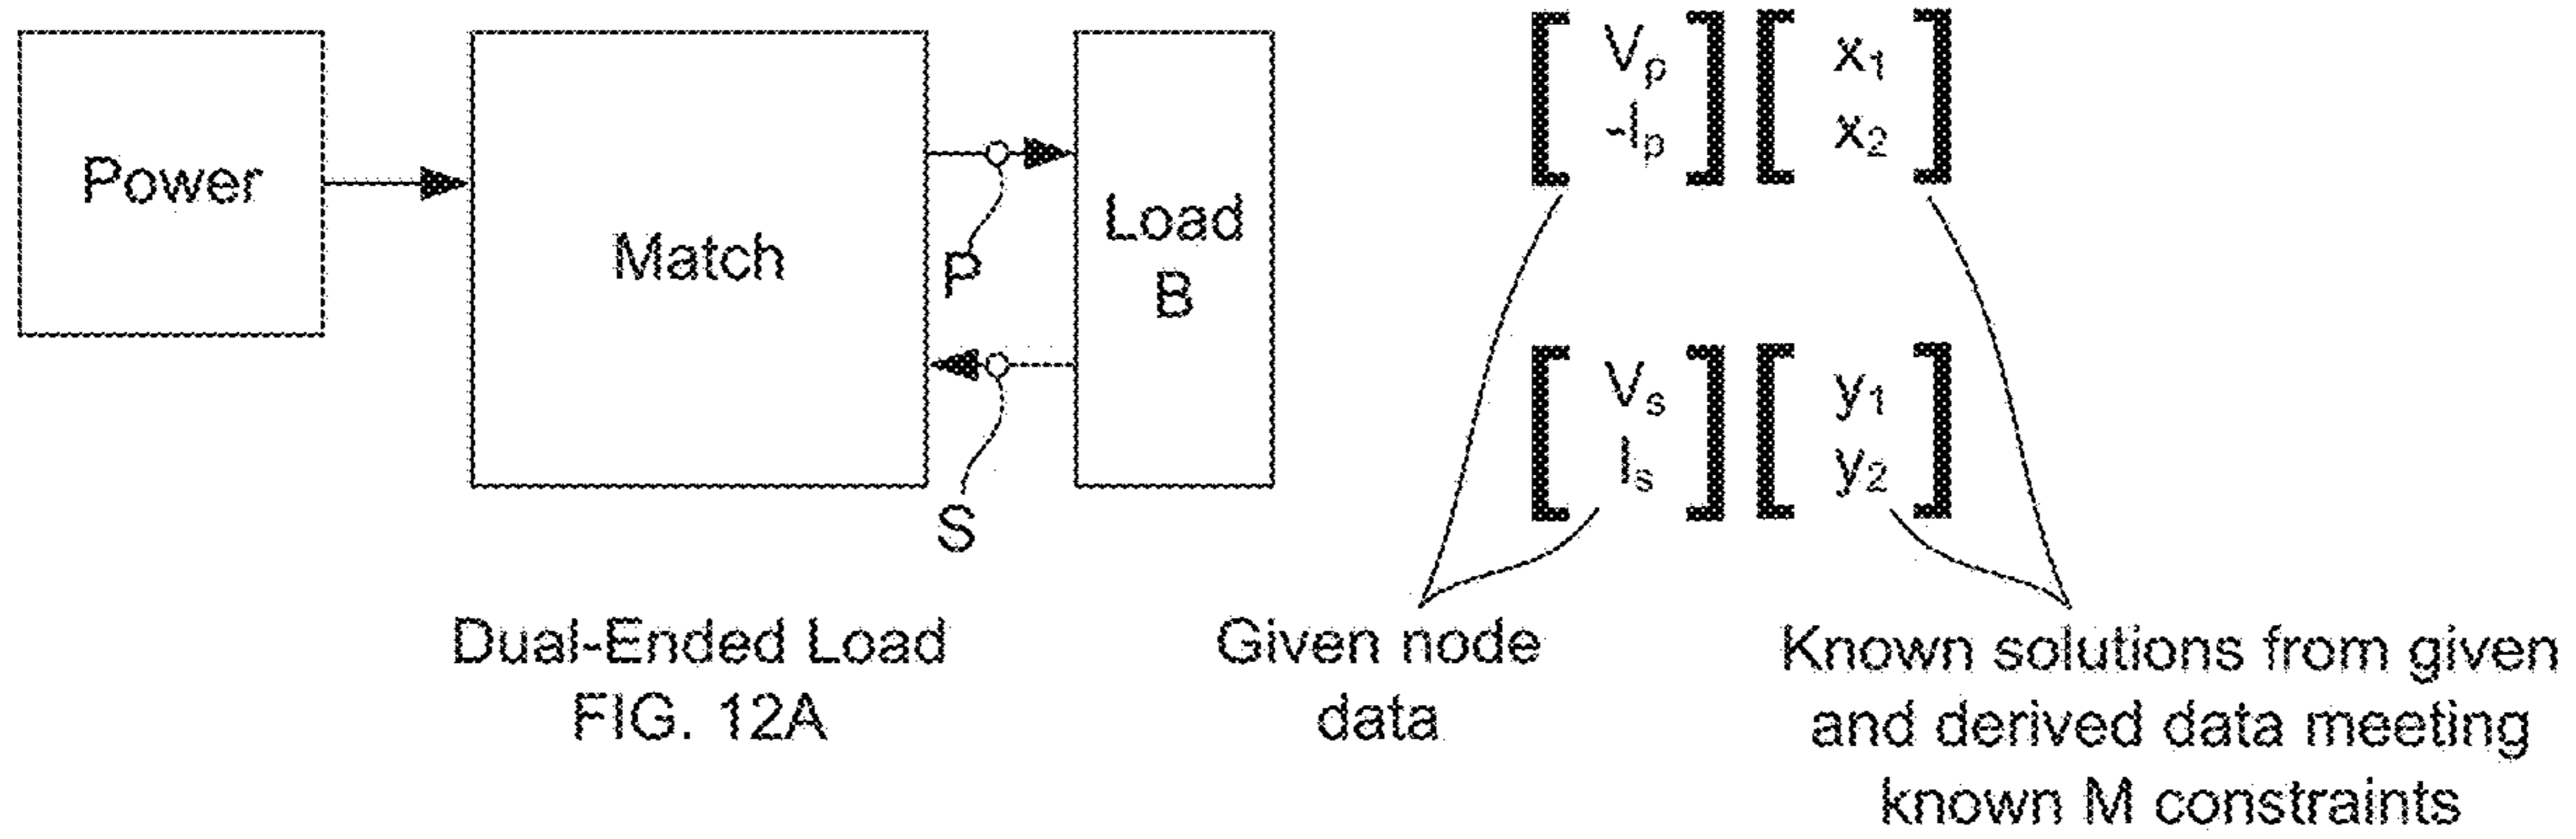 Power
Match
Load
B
P
S
Vₚ
-Iₚ
x₁
x₂
Vₛ
Iₛ
y₁
y₂
Dual-Ended Load
FIG. 12A
Given node
data
Known solutions from given
and derived data meeting
known M constraints